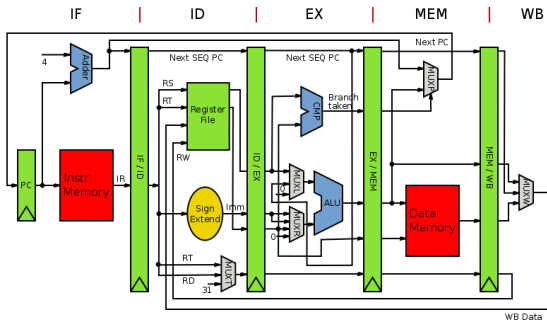 IF
ID
EX
MEM
WB
Next PC
4
Adder
Next SEQ PC
Next SEQ PC
MUXP
RS
RT
Register
File
CMP
Branch
taken
RW
IF / ID
ID / EX
EX / MEM
MEM / WB
PC
Instr
Memory
IR
MUXL
MUXW
Sign
Extend
Imm
ALU
Data
Memory
MUXR
0
RT
RD
MUXT
31
WB Data